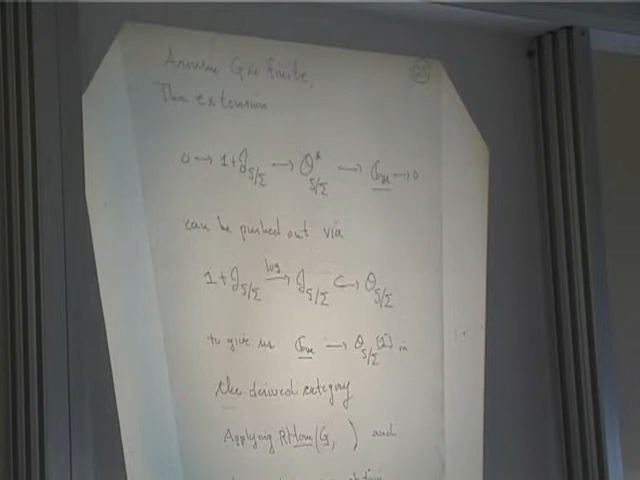 Assume G is finite.
The extension
0 → 1 + 𝒥_{S/Σ} → 𝒪*_{S/Σ} → G_m → 0
can be pushed out via
1 + 𝒥_{S/Σ} log→ 𝒥_{S/Σ} ↪ 𝒪_{S/Σ}
to give us G_m → 𝒪_{S/Σ}[1] in
the derived category
Applying RHom(G, ) and